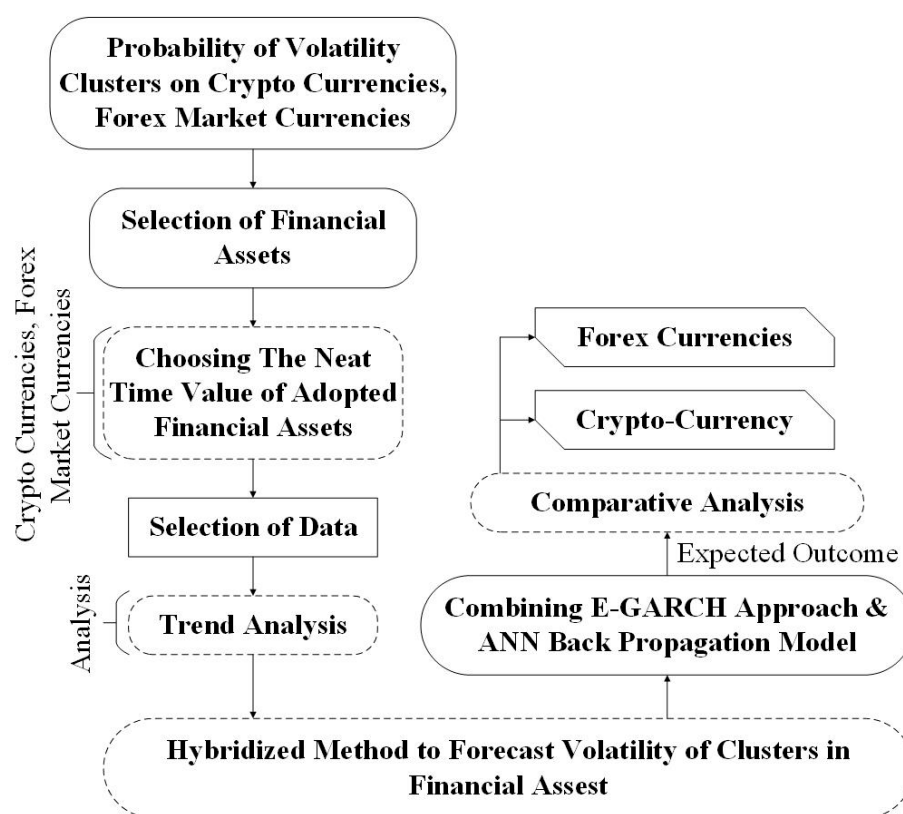 Probability of Volatility
Clusters on Crypto Currencies,
Forex Market Currencies
Selection of Financial
Assets
Crypto Currencies, Forex
Market Currencies
Choosing The Neat
Time Value of Adopted
Financial Assets
Selection of Data
Analysis
Trend Analysis
Hybridized Method to Forecast Volatility of Clusters in
Financial Assest
Combining E-GARCH Approach &
ANN Back Propagation Model
Expected Outcome
Comparative Analysis
Crypto-Currency
Forex Currencies